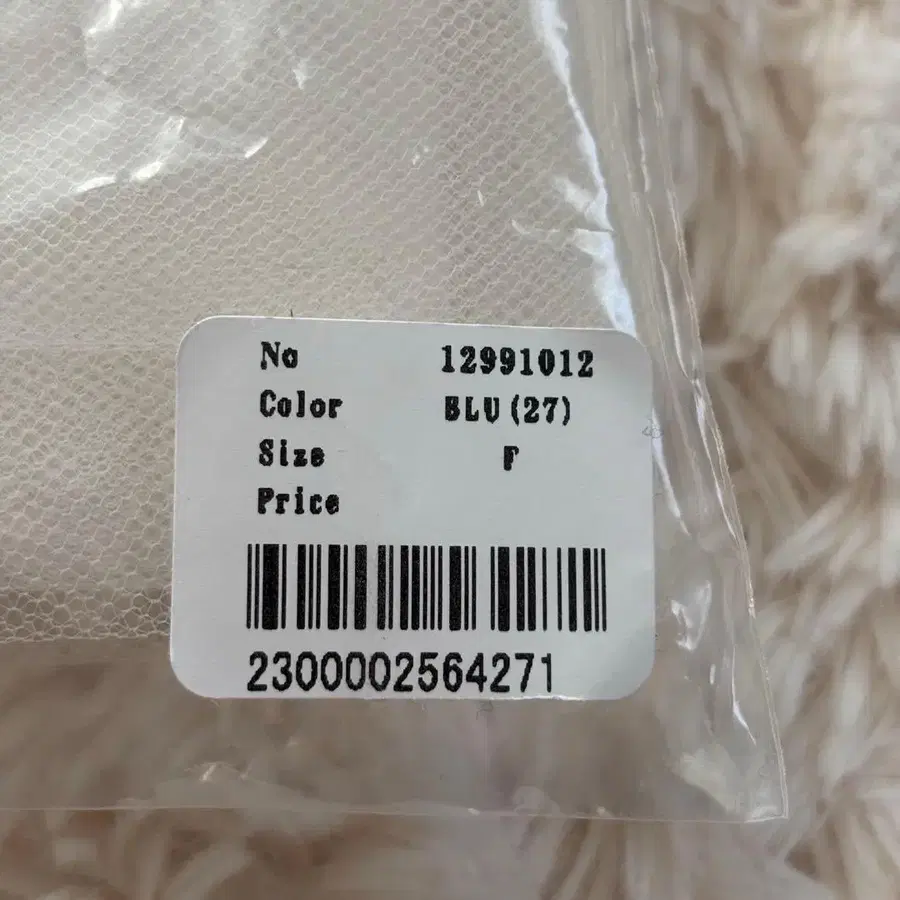 No 12991012
Color BLU(27)
Size F
Price
2300002564271